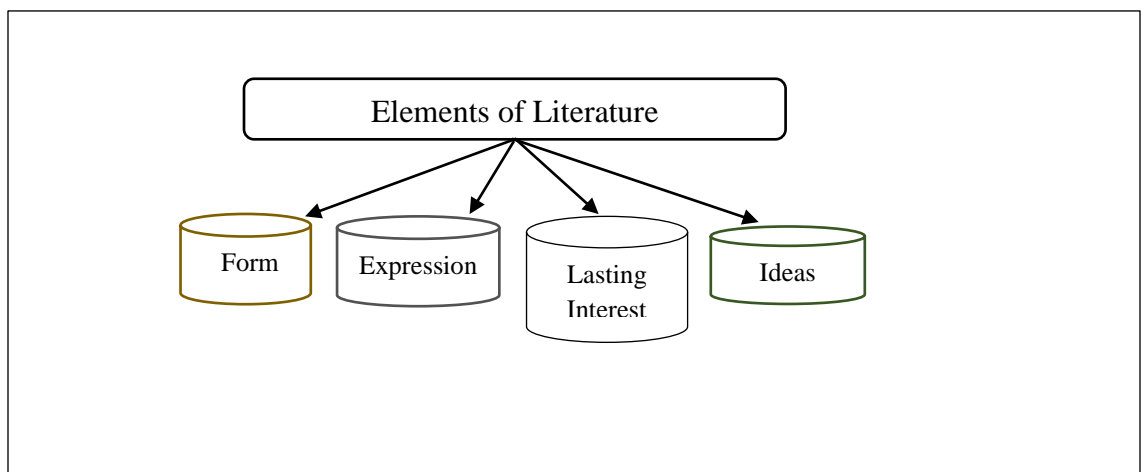 Elements of Literature
Form
Expression
Lasting
Interest
Ideas